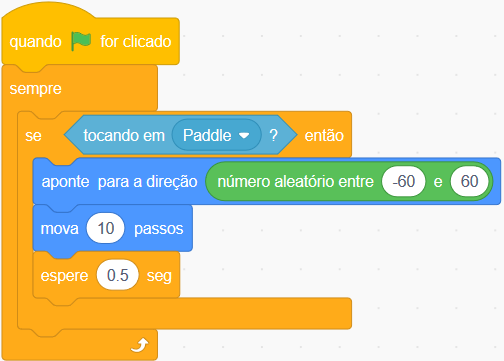 quando for clicado
sempre
se tocando em Paddle ? então
aponte para a direção número aleatório entre -60 e 60
mova 10 passos
espere 0.5 seg